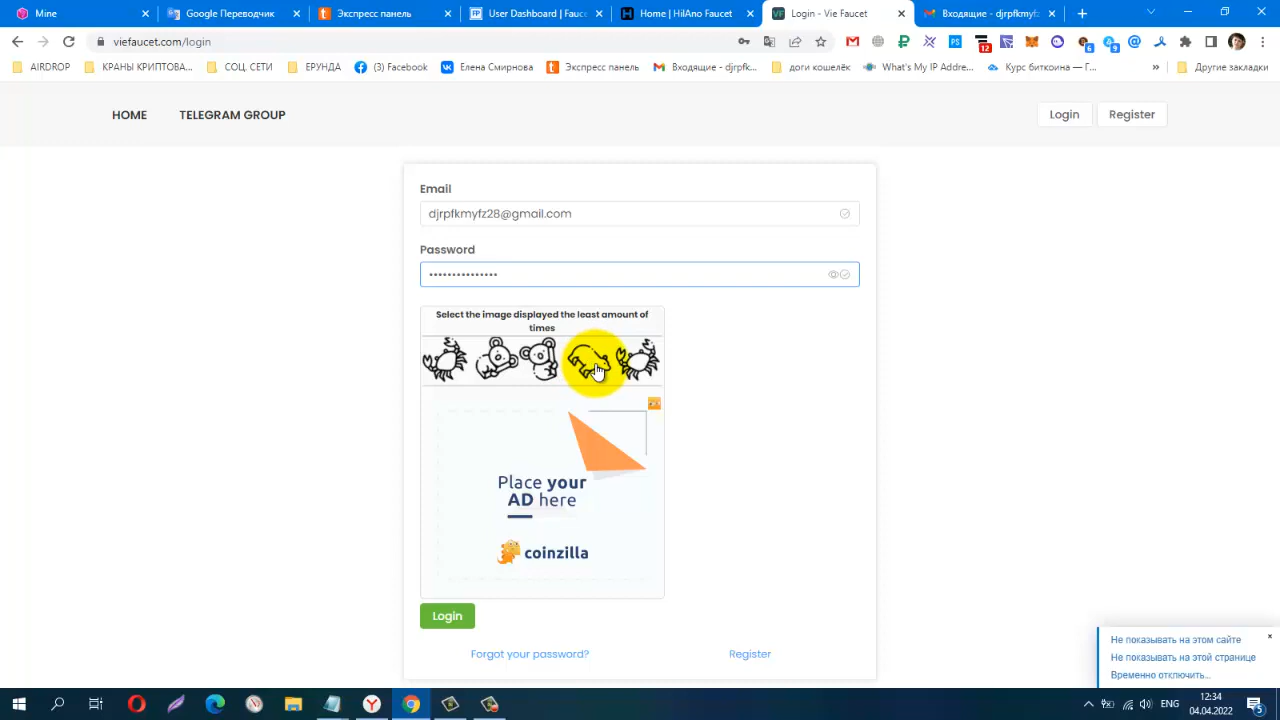 Mine
Google Переводчик
Экспресс панель
User Dashboard | Fauc
Home | HilAno Faucet
Login - Vie Faucet
Входящие - djrpfkmyfz
viefaucet.com/login
12
6
9
AIRDROP
КРАНЫ КРИПТОВА...
СОЦ. СЕТИ
ЕРУНДА
(3) Facebook
Елена Смирнова
Экспресс панель
Входящие - djrpfk...
доги кошелёк
What's My IP Addre...
Курс биткоина — Г...
»
Другие закладки
HOME
TELEGRAM GROUP
Login
Register
Email
djrpfkmyfz28@gmail.com
Password
Select the image displayed the least amount of
times
Place your
AD here
coinzilla
Login
Forgot your password?
Register
Не показывать на этом сайте
Не показывать на этой странице
Временно отключить...
ENG
12:34
04.04.2022
5